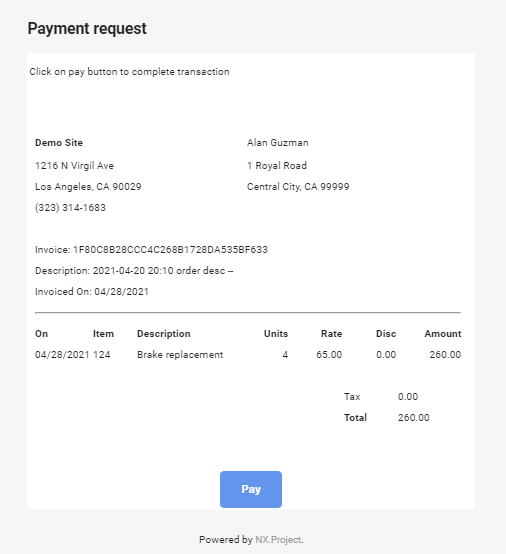 Payment request
Click on pay button to complete transaction
Demo Site Alan Guzman
1216 N Virgil Ave 1 Royal Road
Los Angeles, CA 90029 Central City, CA 99999
(323) 314-1683
Invoice: 1F80C8B28CCC4C268B1728DA535BF633
Description: 2021-04-20 20:10 order desc --
Invoiced On: 04/28/2021
On Item Description Units Rate Disc Amount
04/28/2021 124 Brake replacement 4 65.00 0.00 260.00
Tax 0.00
Total 260.00
Pay
Powered by NX.Project.